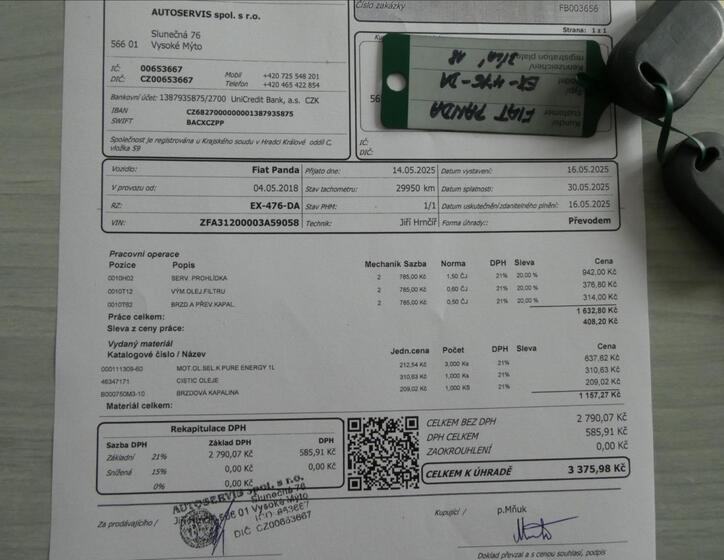 AUTOSERVIS spol. s r.o.
Slunečná 76
566 01 Vysoké Mýto
IČ: 00653667
DIČ: CZ00653667
Mobil +420 725 548 201
Telefon +420 465 422 854
Bankovní účet: 1387935875/2700 UniCredit Bank, a.s. CZK
IBAN CZ6827000000001387935875
SWIFT BACXCZPP
Společnost je registrována u Krajského soudu v Hradci Králové oddíl C, vložka 59
Číslo zakázky FB003656
Strana: 1 z 1
56
IČ:
DIČ:
Kunde/customer FIAT PANDA
EX-476-DA
Kennzeichen/registration plate
Vozidlo: Fiat Panda Přijato dne: 14.05.2025 Datum vystavení: 16.05.2025
V provozu od: 04.05.2018 Stav tachometru: 29950 km Datum splatnosti: 30.05.2025
RZ: EX-476-DA Stav PHM: 1/1 Datum uskutečnění zdanitelného plnění: 16.05.2025
VIN: ZFA31200003A59058 Technik: Jiří Hrnčíř Forma úhrady: Převodem
Pracovní operace
Pozice Popis Mechanik Sazba Norma DPH Sleva Cena
0010H02 SERV. PROHLÍDKA 2 785,00 Kč 1,50 ČJ 21% 20,00 % 942,00 Kč
0010T12 VÝM.OLEJ.FILTRU 2 785,00 Kč 0,60 ČJ 21% 20,00 % 376,80 Kč
0010T62 BRZD A PŘEV.KAPAL. 2 785,00 Kč 0,50 ČJ 21% 20,00 % 314,00 Kč
Práce celkem: 1 632,80 Kč
Sleva z ceny práce: 408,20 Kč
Vydaný materiál
Katalogové číslo / Název Jedn.cena Počet DPH Sleva Cena
000111309-60 MOT.OL.SEL.K PURE ENERGY 1L 212,54 Kč 3,000 Ks 21% 637,62 Kč
46347171 CISTIC OLEJE 310,63 Kč 1,000 Ks 21% 310,63 Kč
B000750M3-10 BRZDOVÁ KAPALINA 209,02 Kč 1,000 KS 21% 209,02 Kč
Materiál celkem: 1 157,27 Kč
Rekapitulace DPH
Sazba DPH Základ DPH DPH
Základní 21% 2 790,07 Kč 585,91 Kč
Snížená 15% 0,00 Kč 0,00 Kč
0% 0,00 Kč
CELKEM BEZ DPH 2 790,07 Kč
DPH CELKEM 585,91 Kč
ZAOKROUHLENÍ 0,00 Kč
CELKEM K ÚHRADĚ 3 375,98 Kč
AUTOSERVIS spol. s r.o.
Slunečná 76
566 01 Vysoké Mýto
IČO: 653667
DIČ CZ00653667
Za prodávajícího /
Kupující / p.Mňuk
Doklad převzal a s cenou souhlasí, podpis